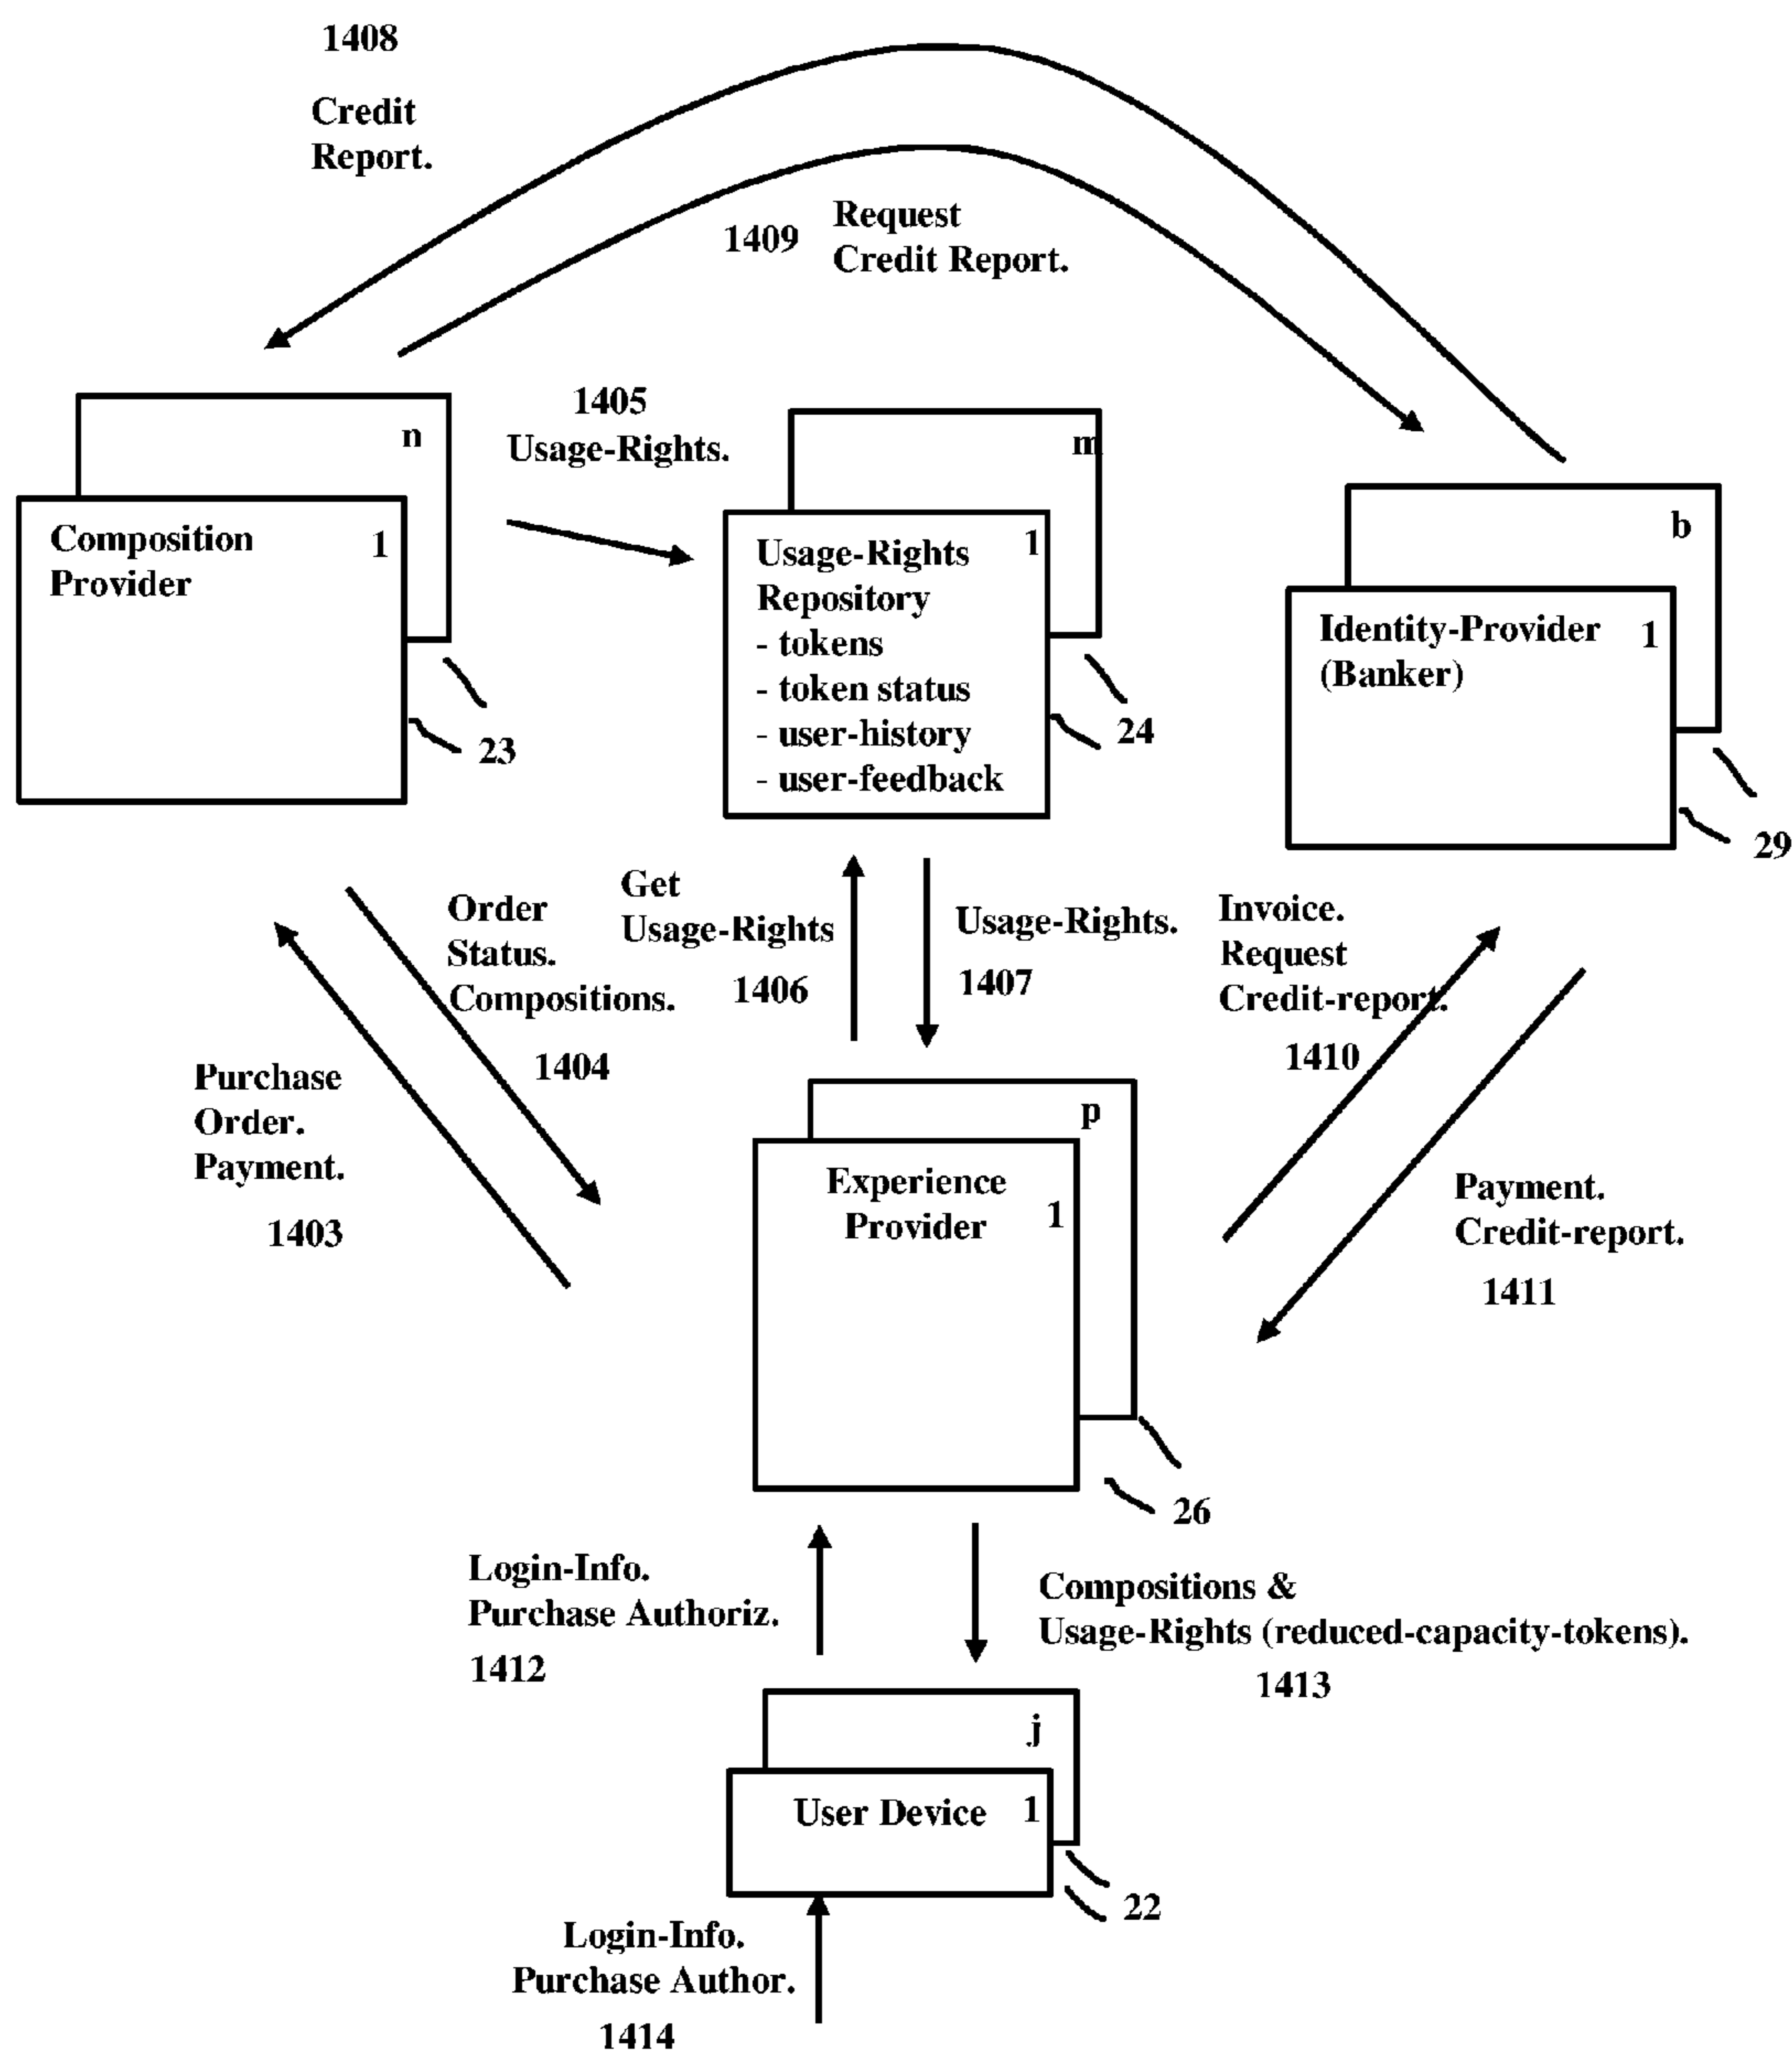 1408
Credit
Report.
1409
Request
Credit Report.
1405
Usage-Rights.
n
Composition
Provider
1
23
m
Usage-Rights
Repository
- tokens
- token status
- user-history
- user-feedback
1
24
b
Identity-Provider
(Banker)
1
29
Order
Status.
Compositions.
1404
Get
Usage-Rights
1406
Usage-Rights.
1407
Invoice.
Request
Credit-report.
1410
Purchase
Order.
Payment.
1403
p
Experience
Provider
1
26
Payment.
Credit-report.
1411
Login-Info.
Purchase Authoriz.
1412
Compositions &
Usage-Rights (reduced-capacity-tokens).
1413
j
User Device
1
22
Login-Info.
Purchase Author.
1414